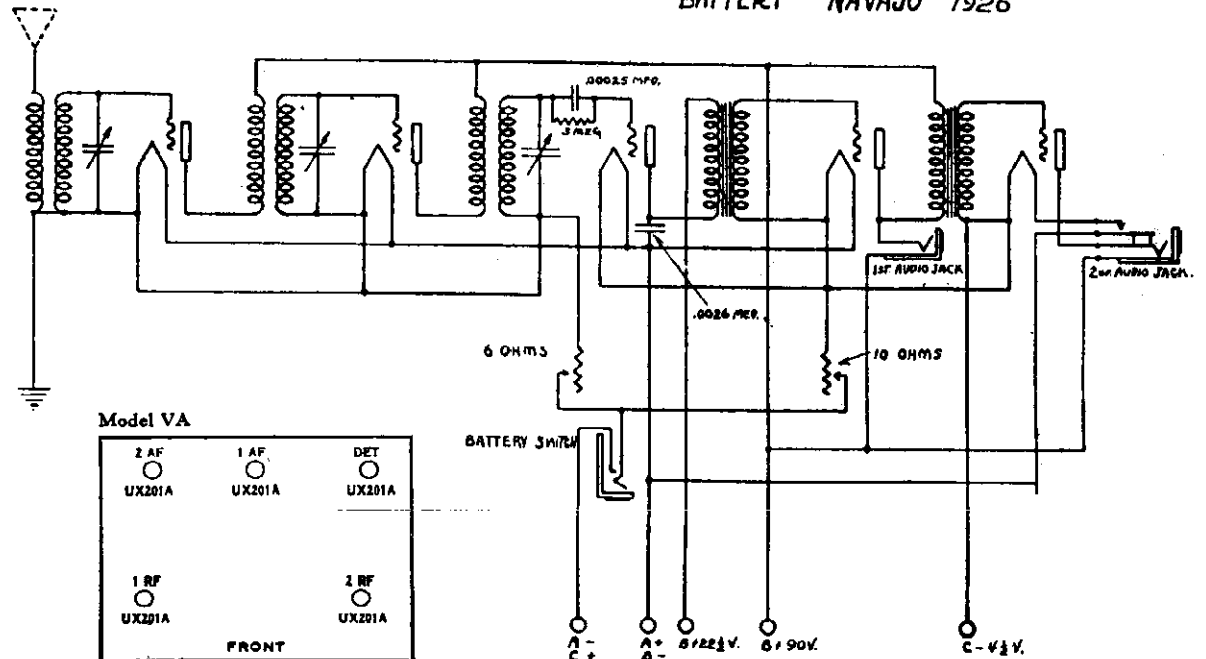 BATTERY NAVAJO 1926
.00025 MFD.
3 MEG
1ST AUDIO JACK
2ND AUDIO JACK.
.0026 MFD.
6 OHMS
10 OHMS
Model VA
BATTERY SWITCH
2 AF
1 AF
DET
UX201A
UX201A
UX201A
1 RF
2 RF
UX201A
UX201A
FRONT
A -
C +
A +
B -
B+22½V.
B+90V.
C-4½V.